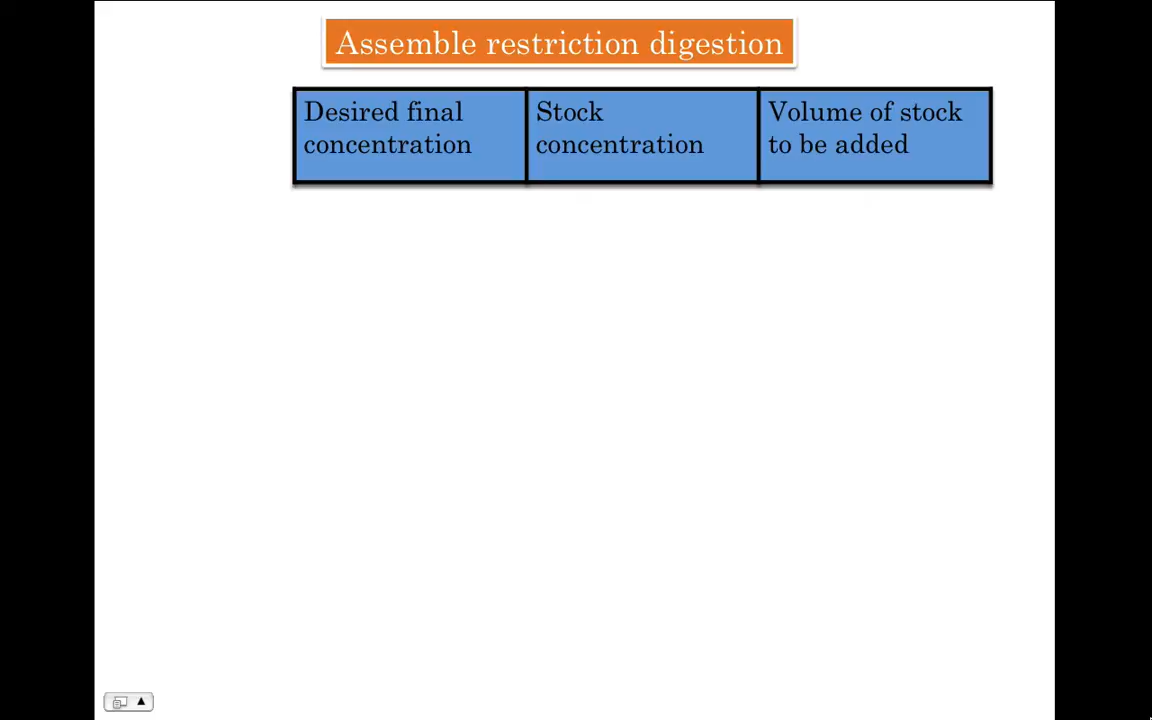 Assemble restriction digestion
Desired final
concentration
Stock
concentration
Volume of stock
to be added